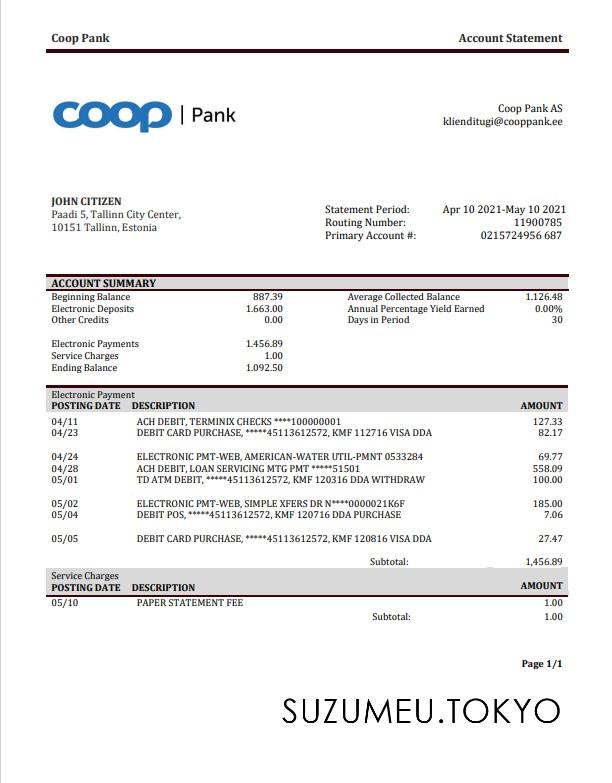 Coop Pank Account Statement
coop | Pank
Coop Pank AS
klienditugi@cooppank.ee
JOHN CITIZEN
Paadi 5, Tallinn City Center,
10151 Tallinn, Estonia
Statement Period: Apr 10 2021-May 10 2021
Routing Number: 11900785
Primary Account #: 0215724956 687
ACCOUNT SUMMARY
Beginning Balance 887.39 Average Collected Balance 1.126.48
Electronic Deposits 1.663.00 Annual Percentage Yield Earned 0.00%
Other Credits 0.00 Days in Period 30
Electronic Payments 1.456.89
Service Charges 1.00
Ending Balance 1.092.50
Electronic Payment
POSTING DATE DESCRIPTION AMOUNT
04/11 ACH DEBIT, TERMINIX CHECKS ****100000001 127.33
04/23 DEBIT CARD PURCHASE, *****45113612572, KMF 112716 VISA DDA 82.17
04/24 ELECTRONIC PMT-WEB, AMERICAN-WATER UTIL-PMNT 0533284 69.77
04/28 ACH DEBIT, LOAN SERVICING MTG PMT *****51501 558.09
05/01 TD ATM DEBIT, *****45113612572, KMF 120316 DDA WITHDRAW 100.00
05/02 ELECTRONIC PMT-WEB, SIMPLE XFERS DR N****0000021K6F 185.00
05/04 DEBIT POS, *****45113612572, KMF 120716 DDA PURCHASE 7.06
05/05 DEBIT CARD PURCHASE, *****45113612572, KMF 120816 VISA DDA 27.47
Subtotal: 1,456.89
Service Charges
POSTING DATE DESCRIPTION AMOUNT
05/10 PAPER STATEMENT FEE 1.00
Subtotal: 1.00
Page 1/1
SUZUMEU.TOKYO